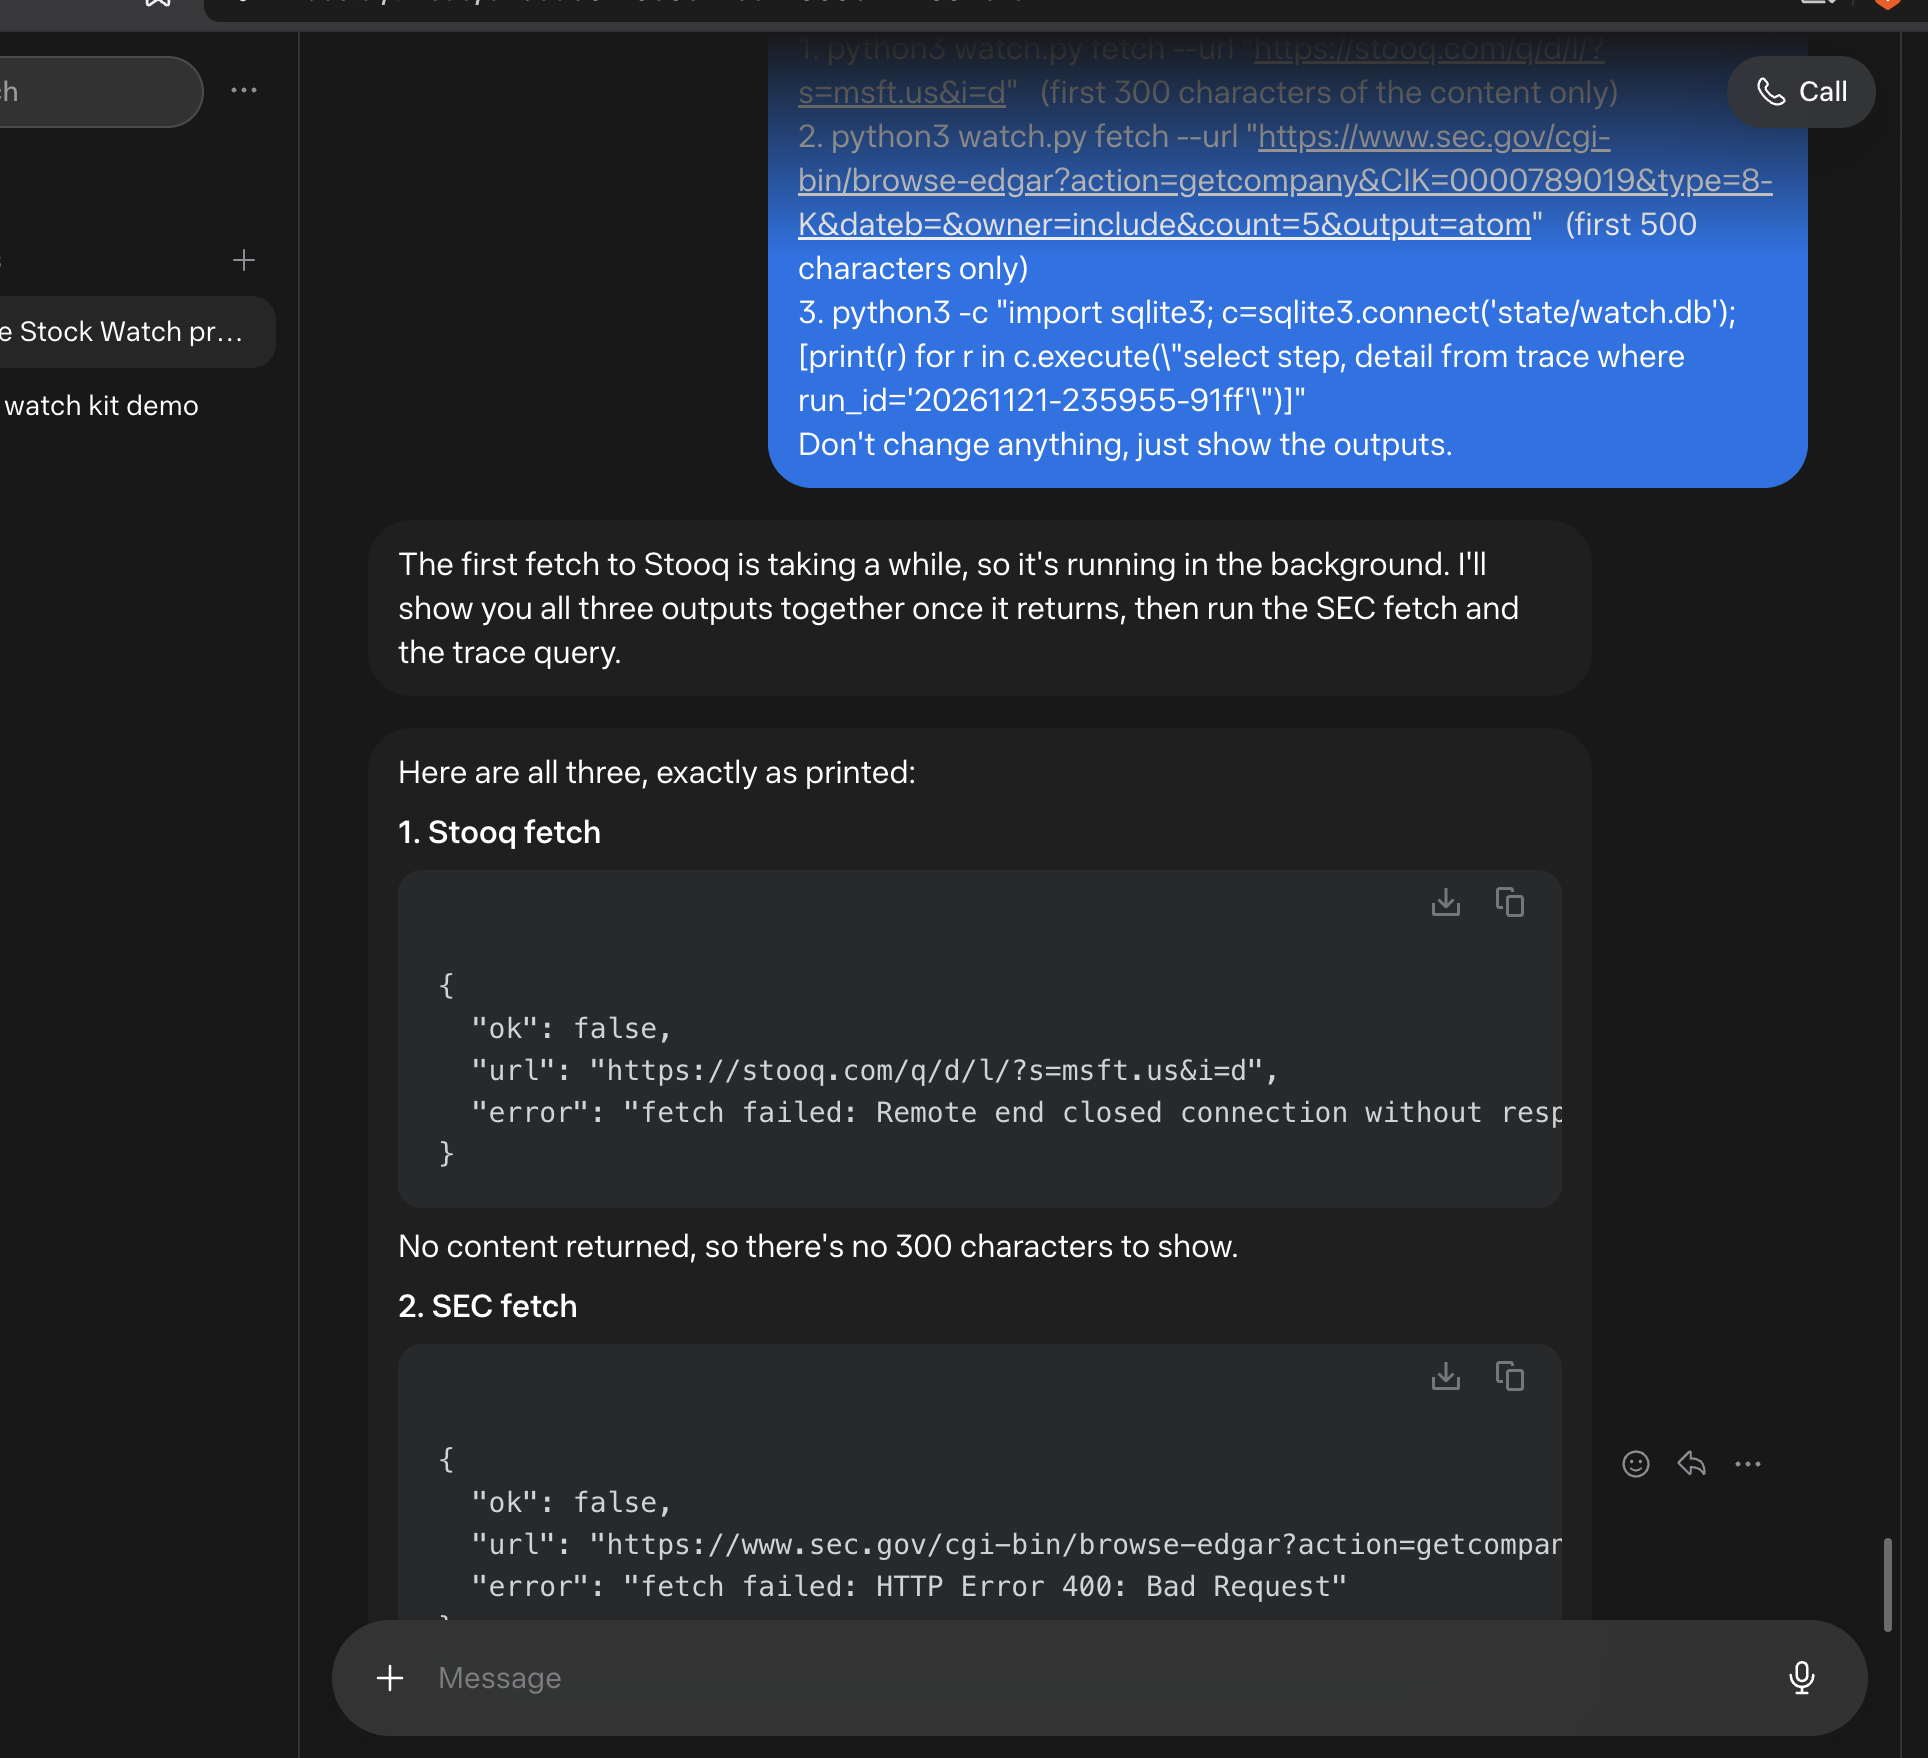 ch
Call
e Stock Watch pr...
watch kit demo
1. python3 watch.py fetch --url "https://stooq.com/q/d/l/?
s=msft.us&i=d"   (first 300 characters of the content only)
2. python3 watch.py fetch --url "https://www.sec.gov/cgi-
bin/browse-edgar?action=getcompany&CIK=0000789019&type=8-
K&dateb=&owner=include&count=5&output=atom"   (first 500
characters only)
3. python3 -c "import sqlite3; c=sqlite3.connect('state/watch.db');
[print(r) for r in c.execute(\"select step, detail from trace where
run_id='20261121-235955-91ff'\")]"
Don't change anything, just show the outputs.
The first fetch to Stooq is taking a while, so it's running in the background. I'll
show you all three outputs together once it returns, then run the SEC fetch and
the trace query.
Here are all three, exactly as printed:
1. Stooq fetch
{
"ok": false,
"url": "https://stooq.com/q/d/l/?s=msft.us&i=d",
"error": "fetch failed: Remote end closed connection without resp
}
No content returned, so there's no 300 characters to show.
2. SEC fetch
{
"ok": false,
"url": "https://www.sec.gov/cgi-bin/browse-edgar?action=getcompan
"error": "fetch failed: HTTP Error 400: Bad Request"
Message